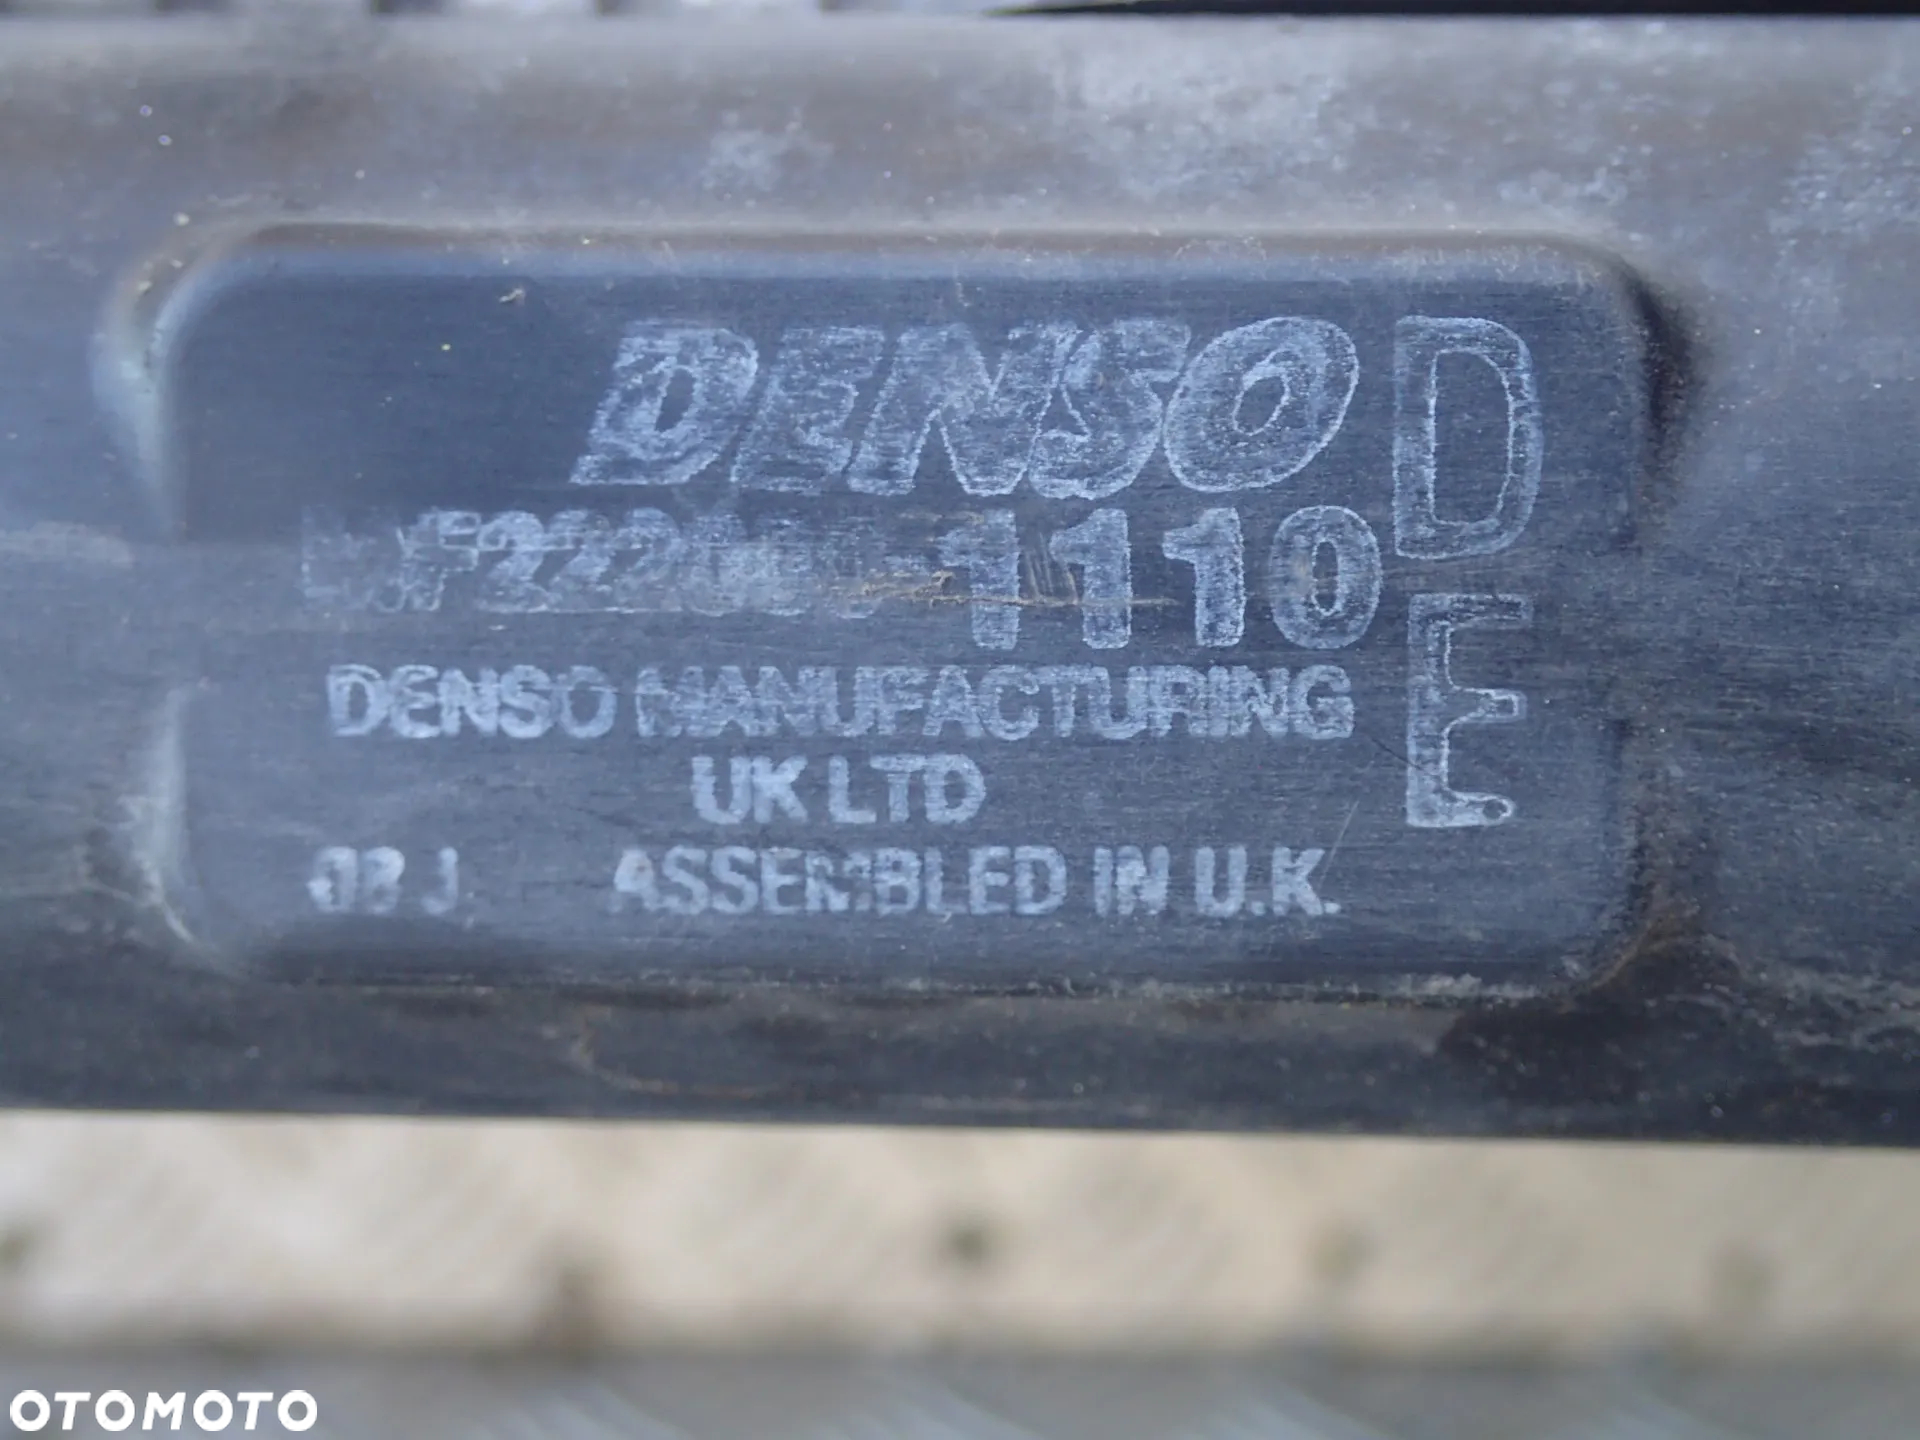 DENSO
1110
D
E
DENSO MANUFACTURING
UK LTD
ASSEMBLED IN U.K.
OTOMOTO